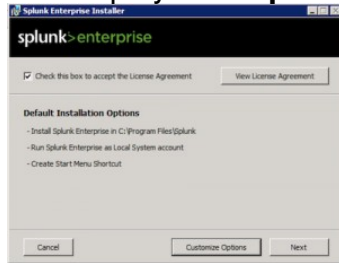 Splunk Enterprise Installer
splunk>enterprise
Check this box to accept the License Agreement
View License Agreement
Default Installation Options
- Install Splunk Enterprise in C:\Program Files\Splunk
- Run Splunk Enterprise as Local System account
- Create Start Menu Shortcut
Cancel
Customize Options
Next